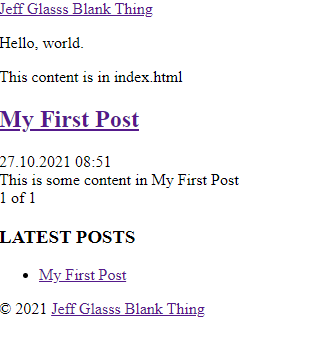 Jeff Glasss Blank Thing
Hello, world.
This content is in index.html
My First Post
27.10.2021 08:51
This is some content in My First Post
1 of 1
LATEST POSTS
My First Post
© 2021 Jeff Glasss Blank Thing